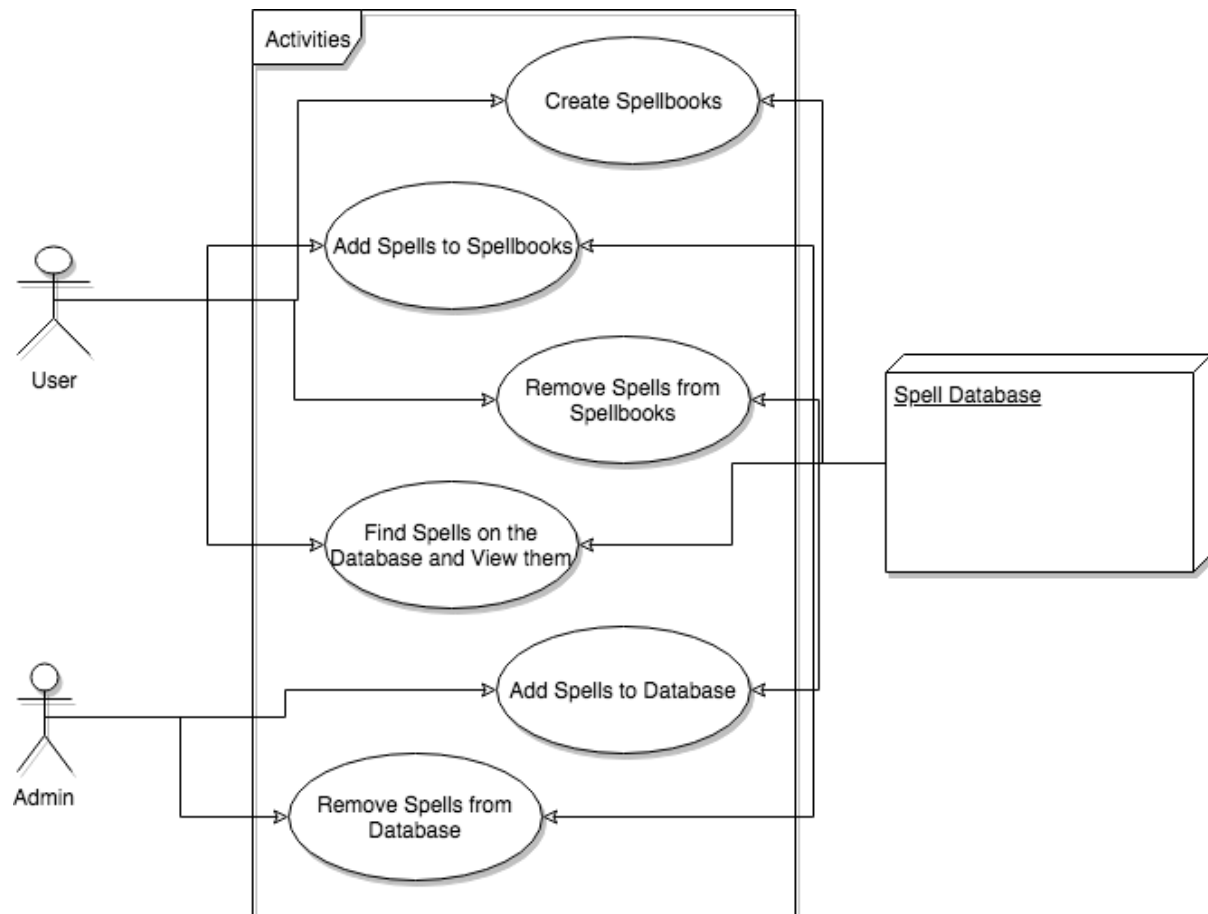 Activities
Create Spellbooks
Add Spells to Spellbooks
User
Remove Spells from
Spellbooks
Spell Database
Find Spells on the
Database and View them
Add Spells to Database
Admin
Remove Spells from
Database